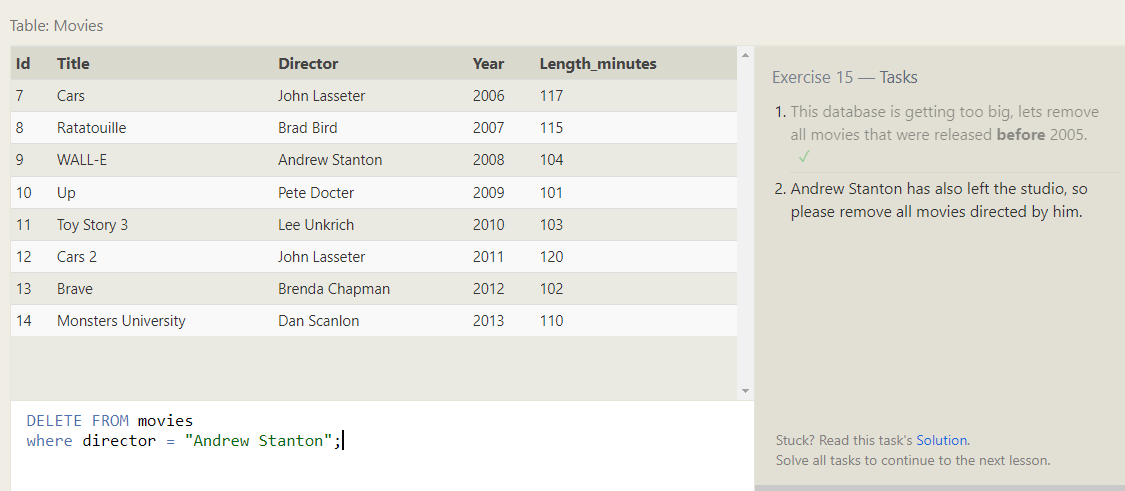 Table: Movies
Id Title Director Year Length_minutes
7 Cars John Lasseter 2006 117
8 Ratatouille Brad Bird 2007 115
9 WALL-E Andrew Stanton 2008 104
10 Up Pete Docter 2009 101
11 Toy Story 3 Lee Unkrich 2010 103
12 Cars 2 John Lasseter 2011 120
13 Brave Brenda Chapman 2012 102
14 Monsters University Dan Scanlon 2013 110
DELETE FROM movies
where director = "Andrew Stanton";
Exercise 15 — Tasks
1. This database is getting too big, lets remove
all movies that were released before 2005.
✓
2. Andrew Stanton has also left the studio, so
please remove all movies directed by him.
Stuck? Read this task's Solution.
Solve all tasks to continue to the next lesson.